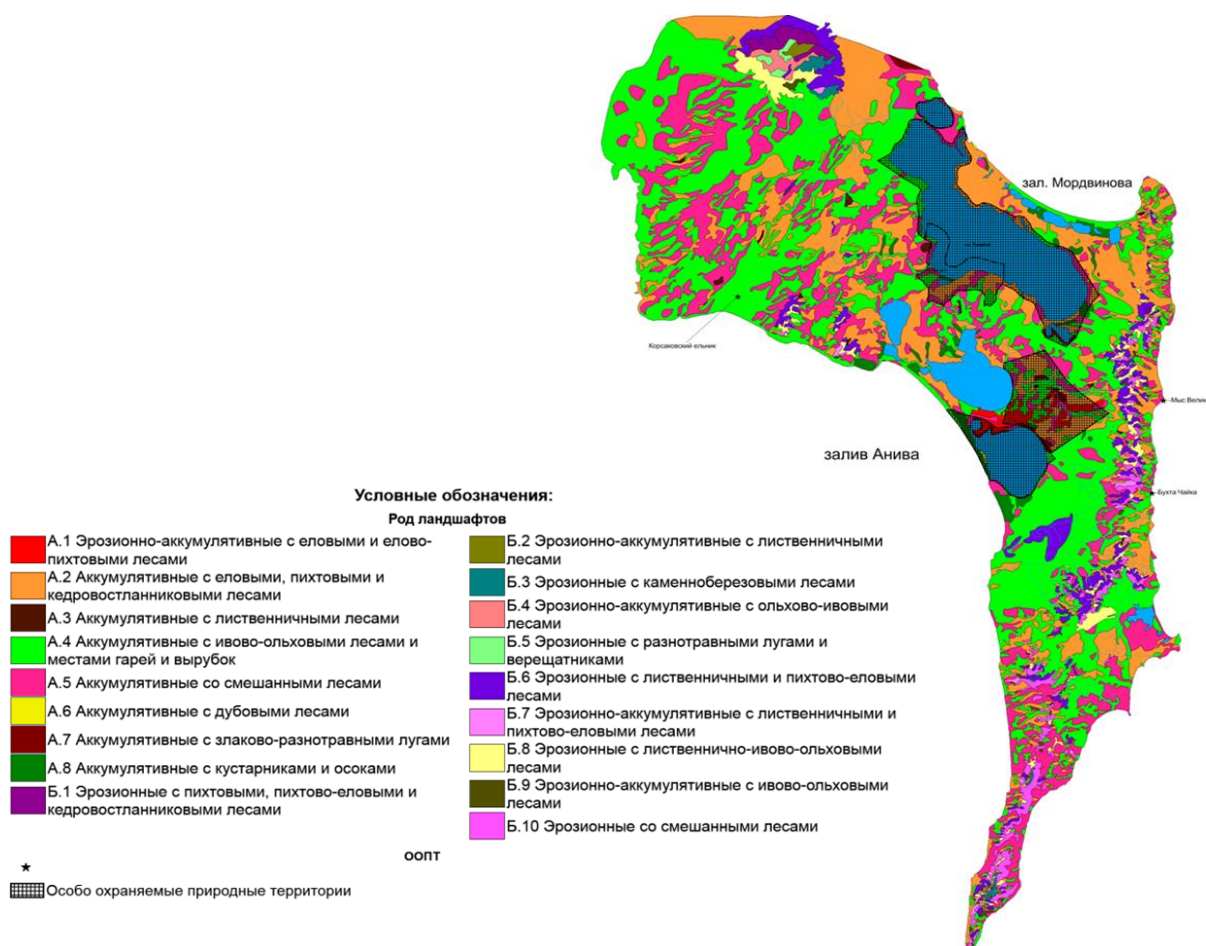 зал. Мордвинова
Корсаковский ельник
Мыс Велик
залив Анива
Бухта Чайка
Условные обозначения:
Род ландшафтов
А.1 Эрозионно-аккумулятивные с еловыми и елово-
пихтовыми лесами
А.2 Аккумулятивные с еловыми, пихтовыми и
кедровостланниковыми лесами
А.3 Аккумулятивные с лиственничными лесами
А.4 Аккумулятивные с ивово-ольховыми лесами и
местами гарей и вырубок
А.5 Аккумулятивные со смешанными лесами
А.6 Аккумулятивные с дубовыми лесами
А.7 Аккумулятивные с злаково-разнотравными лугами
А.8 Аккумулятивные с кустарниками и осоками
Б.1 Эрозионные с пихтовыми, пихтово-еловыми и
кедровостланниковыми лесами
Б.2 Эрозионно-аккумулятивные с лиственничными
лесами
Б.3 Эрозионные с каменноберезовыми лесами
Б.4 Эрозионно-аккумулятивные с ольхово-ивовыми
лесами
Б.5 Эрозионные с разнотравными лугами и
верещатниками
Б.6 Эрозионные с лиственничными и пихтово-еловыми
лесами
Б.7 Эрозионно-аккумулятивные с лиственничными и
пихтово-еловыми лесами
Б.8 Эрозионные с лиственнично-ивово-ольховыми
лесами
Б.9 Эрозионно-аккумулятивные с ивово-ольховыми
лесами
Б.10 Эрозионные со смешанными лесами
ООПТ
Особо охраняемые природные территории